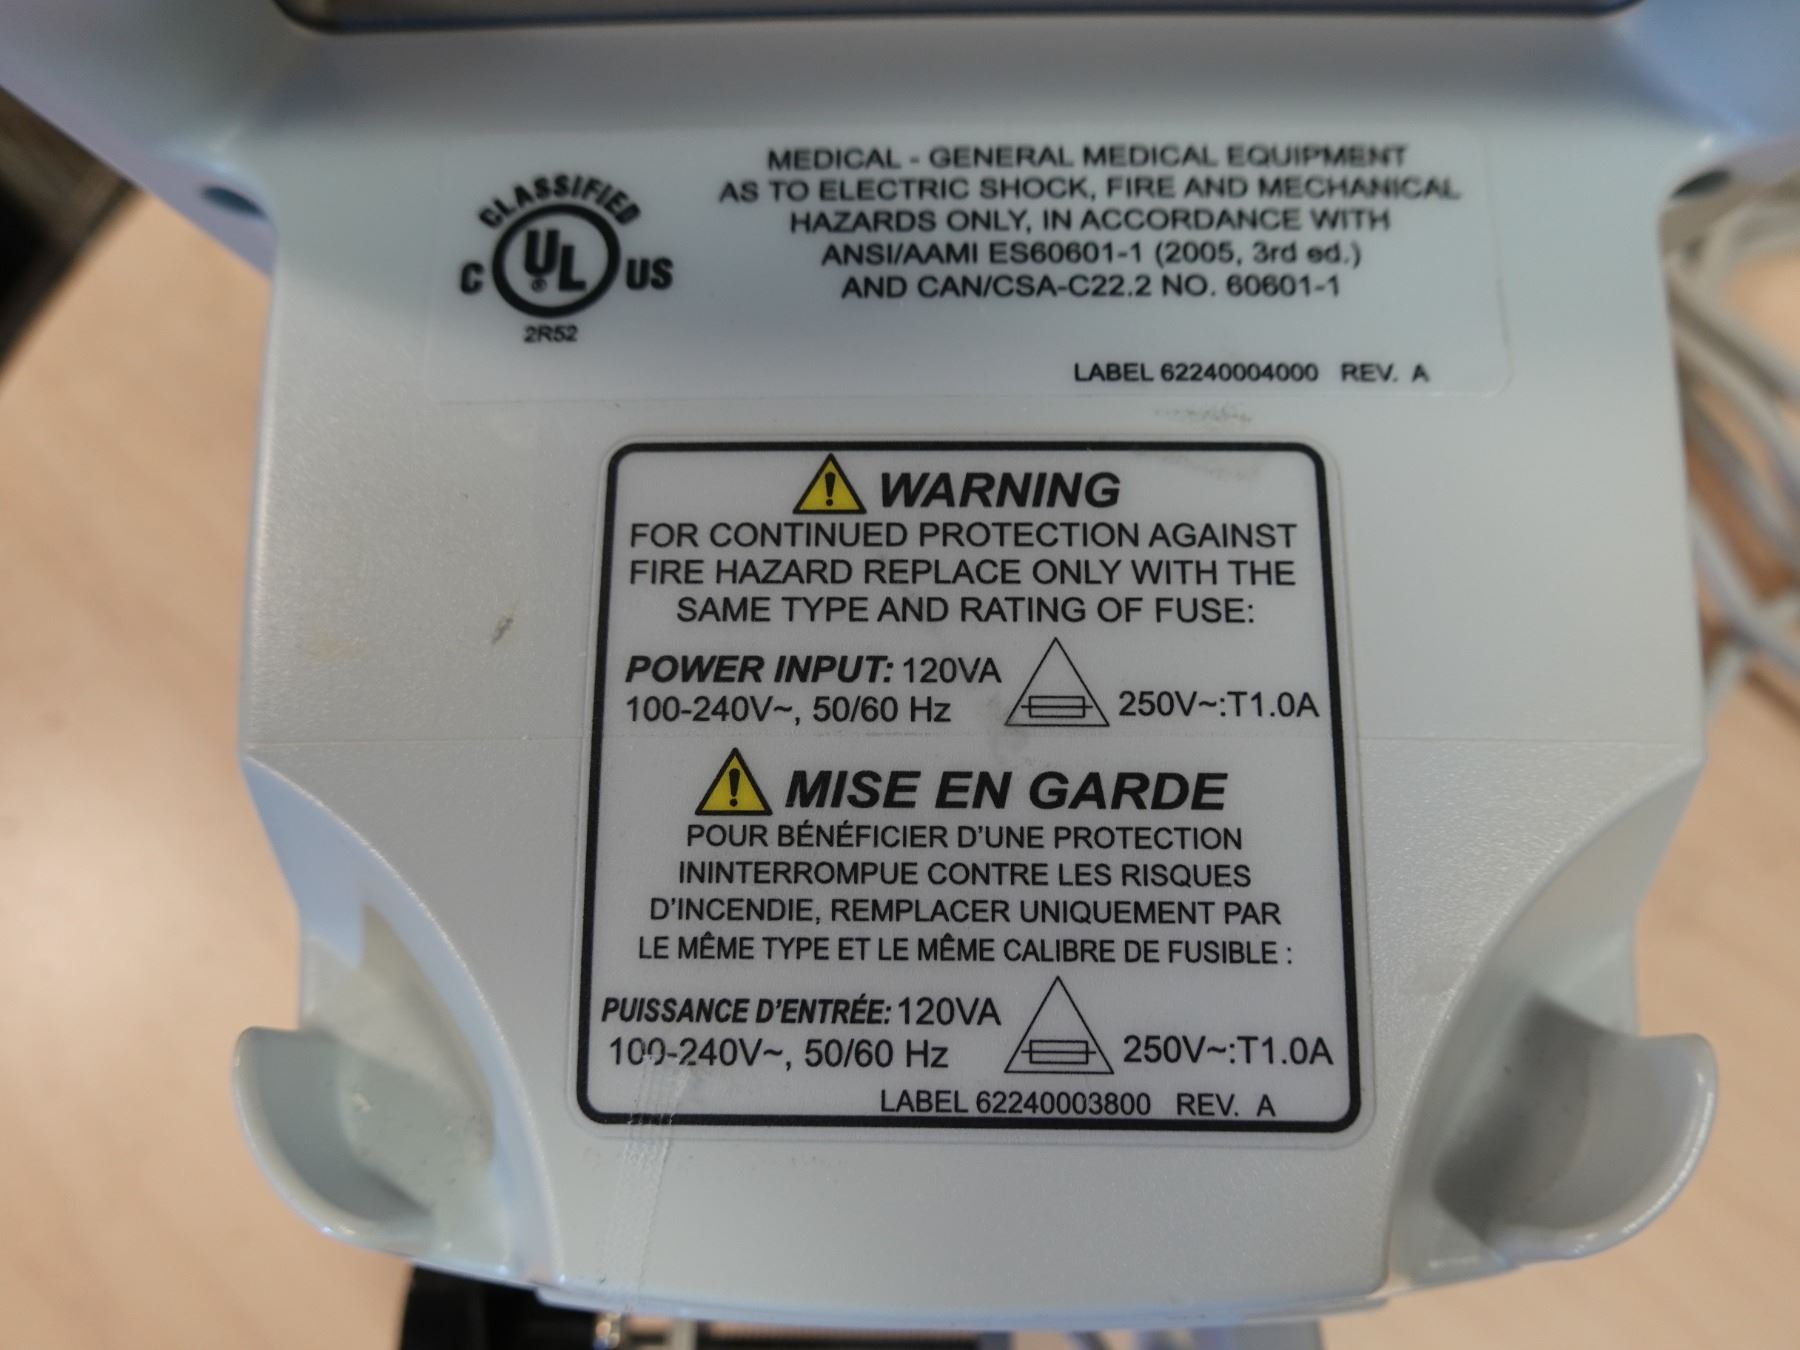 CLASSIFIED
C UL US
®
2R52
MEDICAL - GENERAL MEDICAL EQUIPMENT
AS TO ELECTRIC SHOCK, FIRE AND MECHANICAL
HAZARDS ONLY, IN ACCORDANCE WITH
ANSI/AAMI ES60601-1 (2005, 3rd ed.)
AND CAN/CSA-C22.2 NO. 60601-1
LABEL 62240004000 REV. A
WARNING
FOR CONTINUED PROTECTION AGAINST
FIRE HAZARD REPLACE ONLY WITH THE
SAME TYPE AND RATING OF FUSE:
POWER INPUT: 120VA
100-240V~, 50/60 Hz 250V~:T1.0A
MISE EN GARDE
POUR BÉNÉFICIER D'UNE PROTECTION
ININTERROMPUE CONTRE LES RISQUES
D'INCENDIE, REMPLACER UNIQUEMENT PAR
LE MÊME TYPE ET LE MÊME CALIBRE DE FUSIBLE :
PUISSANCE D'ENTRÉE: 120VA
100-240V~, 50/60 Hz 250V~:T1.0A
LABEL 62240003800 REV. A